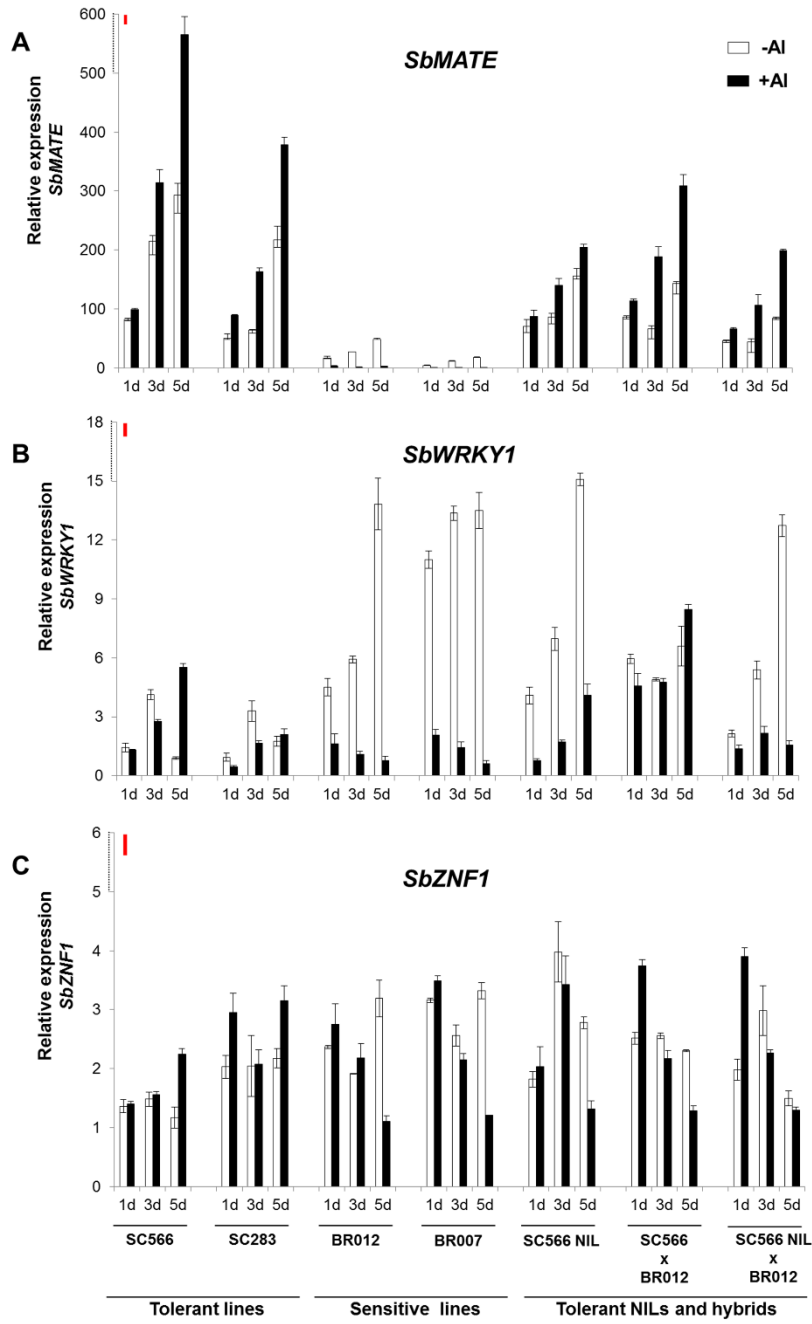 A
SbMATE
-Al
+Al
Relative expression
SbMATE
600
500
400
300
200
100
0
1d 3d 5d 1d 3d 5d 1d 3d 5d 1d 3d 5d 1d 3d 5d 1d 3d 5d 1d 3d 5d
B
SbWRKY1
Relative expression
SbWRKY1
18
15
12
9
6
3
0
1d 3d 5d 1d 3d 5d 1d 3d 5d 1d 3d 5d 1d 3d 5d 1d 3d 5d 1d 3d 5d
C
SbZNF1
Relative expression
SbZNF1
6
5
4
3
2
1
0
1d 3d 5d 1d 3d 5d 1d 3d 5d 1d 3d 5d 1d 3d 5d 1d 3d 5d 1d 3d 5d
SC566 SC283 BR012 BR007 SC566 NIL SC566 SC566 NIL
x x
BR012 BR012
Tolerant lines Sensitive lines Tolerant NILs and hybrids